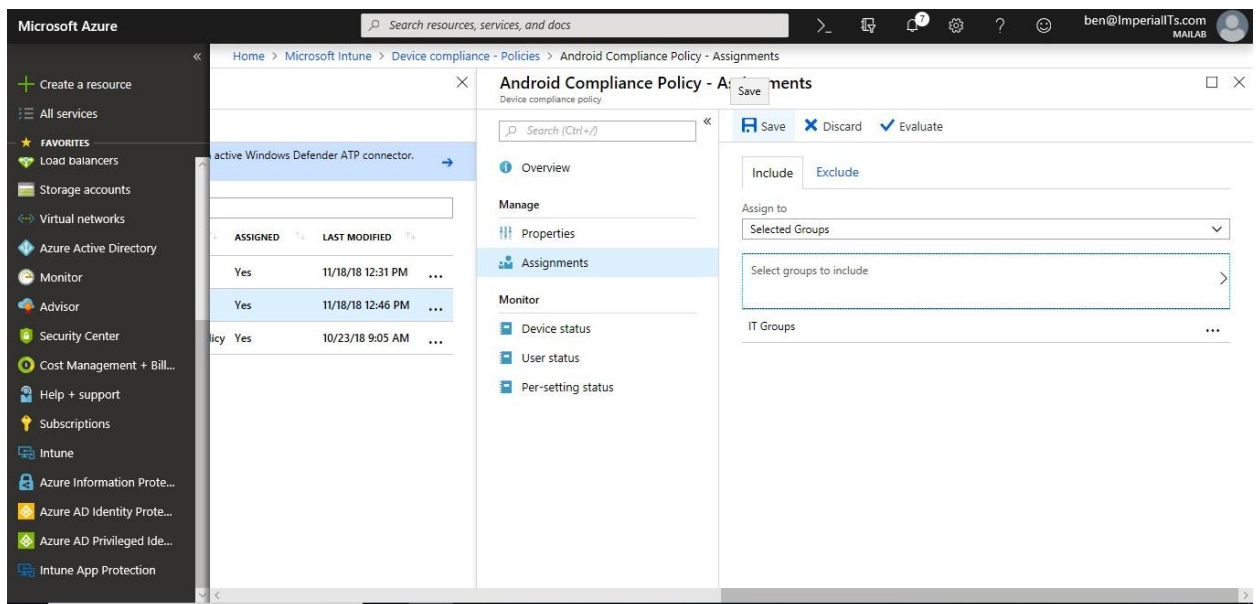 Microsoft Azure
Search resources, services, and docs
7
ben@ImperialITs.com
MAILAB
Home > Microsoft Intune > Device compliance - Policies > Android Compliance Policy - Assignments
Create a resource
All services
FAVORITES
Load balancers
Storage accounts
Virtual networks
Azure Active Directory
Monitor
Advisor
Security Center
Cost Management + Bill...
Help + support
Subscriptions
Intune
Azure Information Prote...
Azure AD Identity Prote...
Azure AD Privileged Ide...
Intune App Protection
active Windows Defender ATP connector.
ASSIGNED LAST MODIFIED
Yes 11/18/18 12:31 PM ...
Yes 11/18/18 12:46 PM ...
licy Yes 10/23/18 9:05 AM ...
Android Compliance Policy - Assignments
Device compliance policy
Search (Ctrl+/)
Overview
Manage
Properties
Assignments
Monitor
Device status
User status
Per-setting status
Save
Save Discard Evaluate
Include Exclude
Assign to
Selected Groups
Select groups to include
IT Groups ...